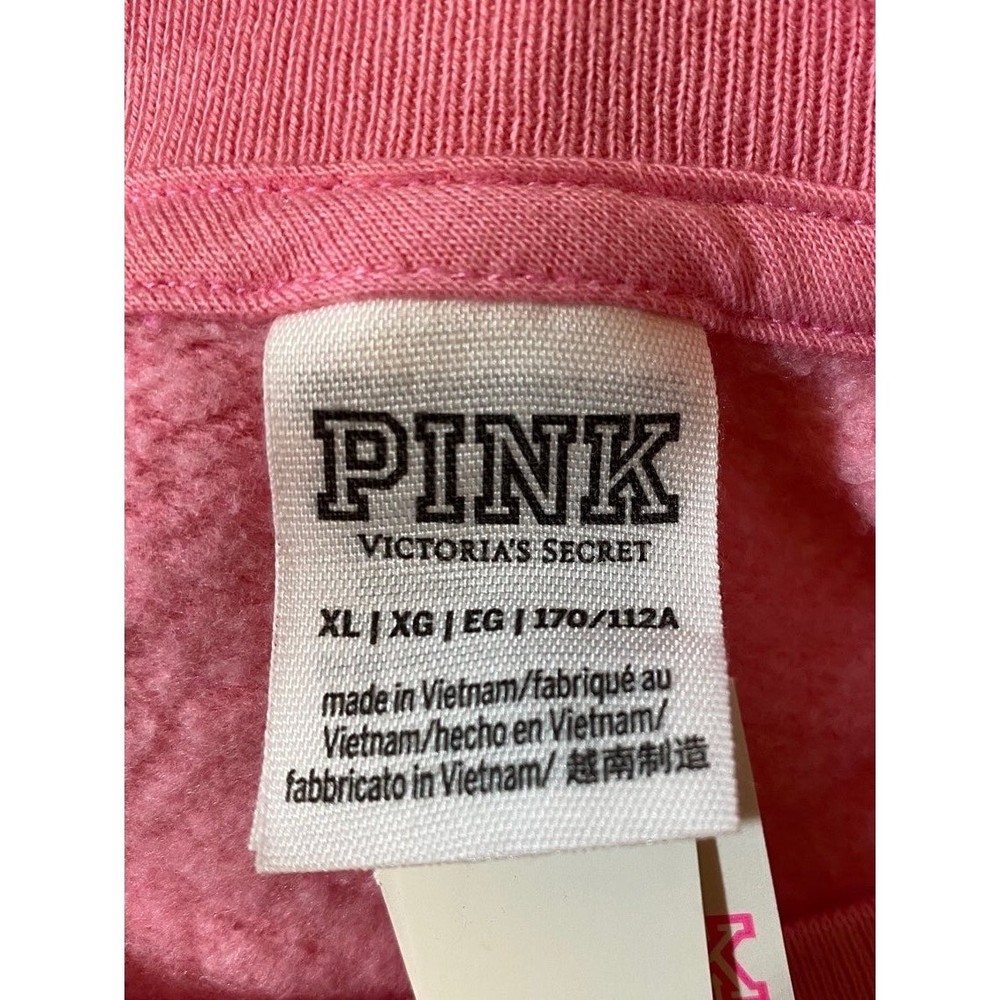 PINK
VICTORIA'S SECRET
XL | XG | EG | 170/112A
made in Vietnam/fabriqué au
Vietnam/hecho en Vietnam/
fabbricato in Vietnam/ 越南制造
K